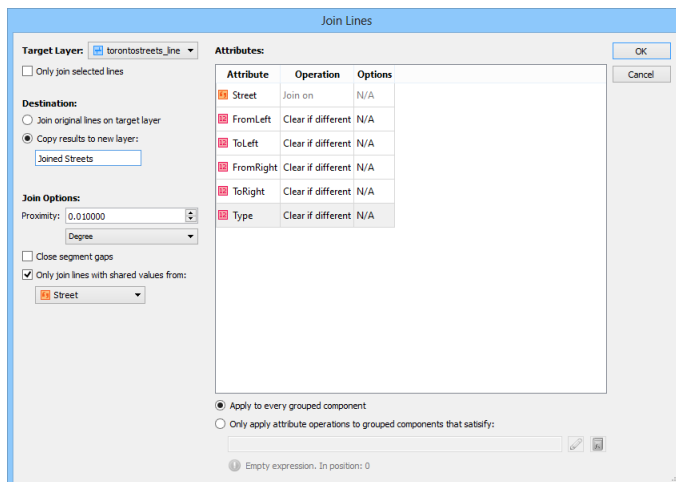 Join Lines
Target Layer: torontostreets_line
Only join selected lines
Destination:
Join original lines on target layer
Copy results to new layer:
Joined Streets
Join Options:
Proximity: 0.010000
Degree
Close segment gaps
Only join lines with shared values from:
Street
Attributes:
Attribute Operation Options
Street Join on N/A
FromLeft Clear if different N/A
ToLeft Clear if different N/A
FromRight Clear if different N/A
ToRight Clear if different N/A
Type Clear if different N/A
Apply to every grouped component
Only apply attribute operations to grouped components that satisify:
Empty expression. In position: 0
OK
Cancel